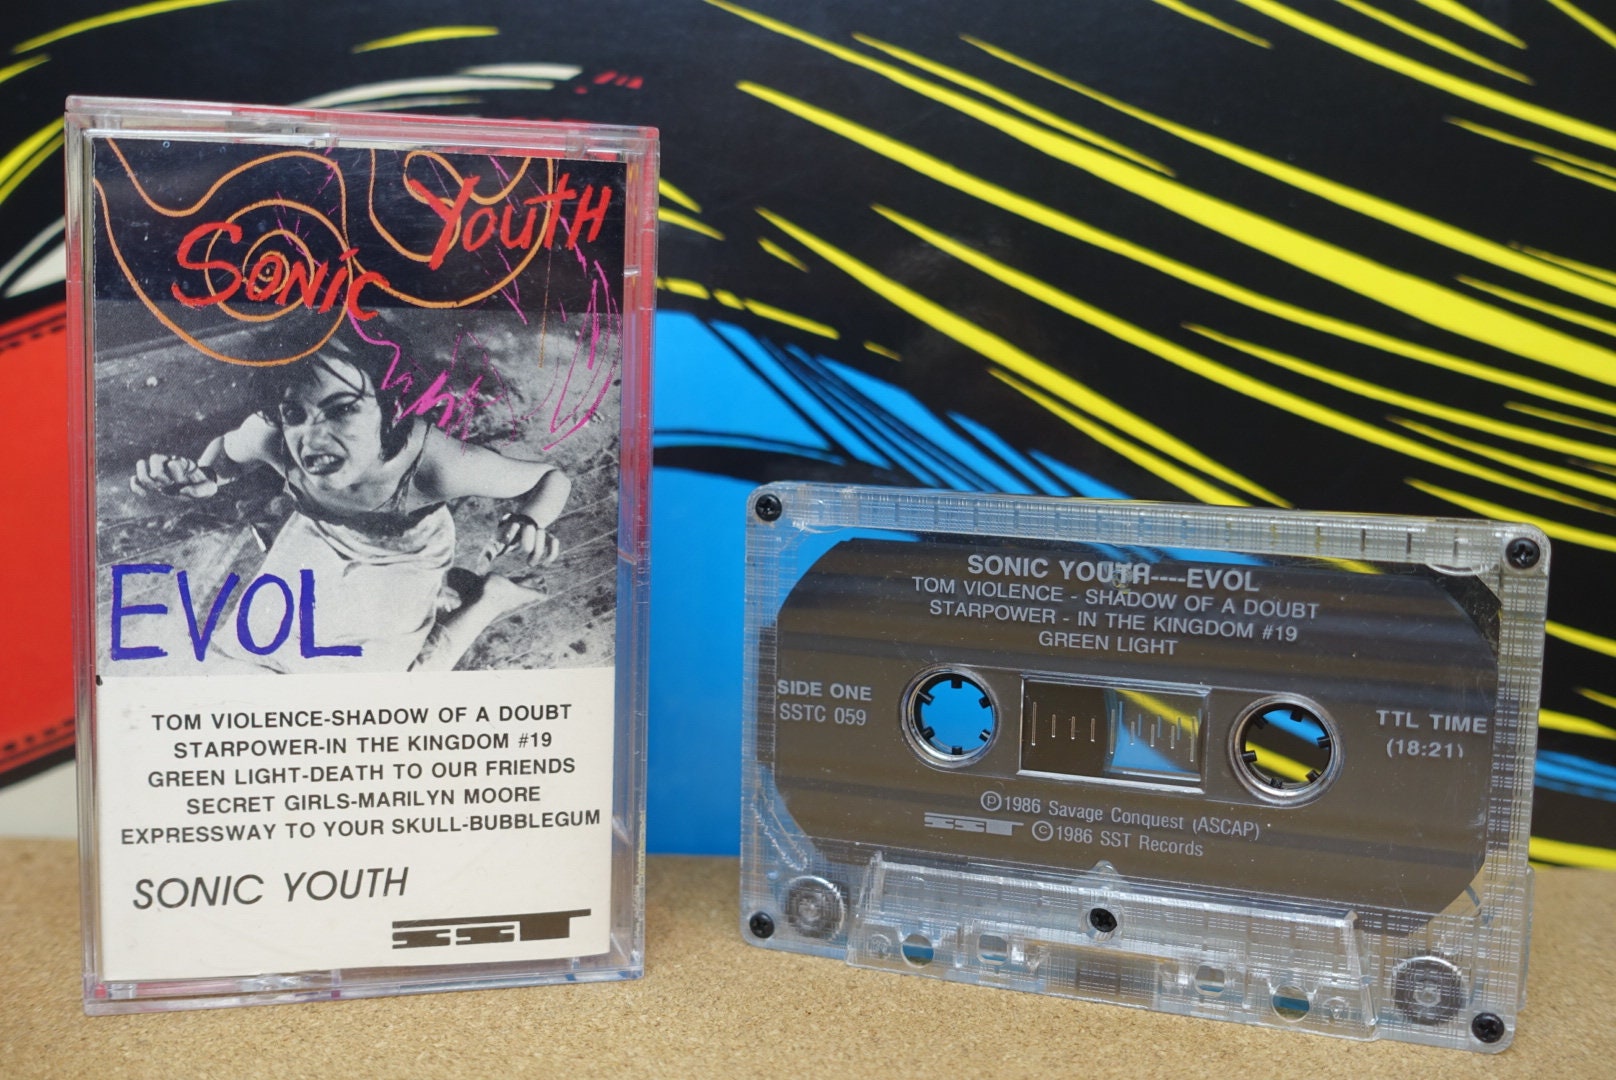 Sonic Youth
EVOL
TOM VIOLENCE-SHADOW OF A DOUBT
STARPOWER-IN THE KINGDOM #19
GREEN LIGHT-DEATH TO OUR FRIENDS
SECRET GIRLS-MARILYN MOORE
EXPRESSWAY TO YOUR SKULL-BUBBLEGUM
SONIC YOUTH
SST
SONIC YOUTH----EVOL
TOM VIOLENCE - SHADOW OF A DOUBT
STARPOWER - IN THE KINGDOM #19
GREEN LIGHT
SIDE ONE
SSTC 059
TTL TIME
(18:21)
Ⓟ1986 Savage Conquest (ASCAP)
SST ©1986 SST Records